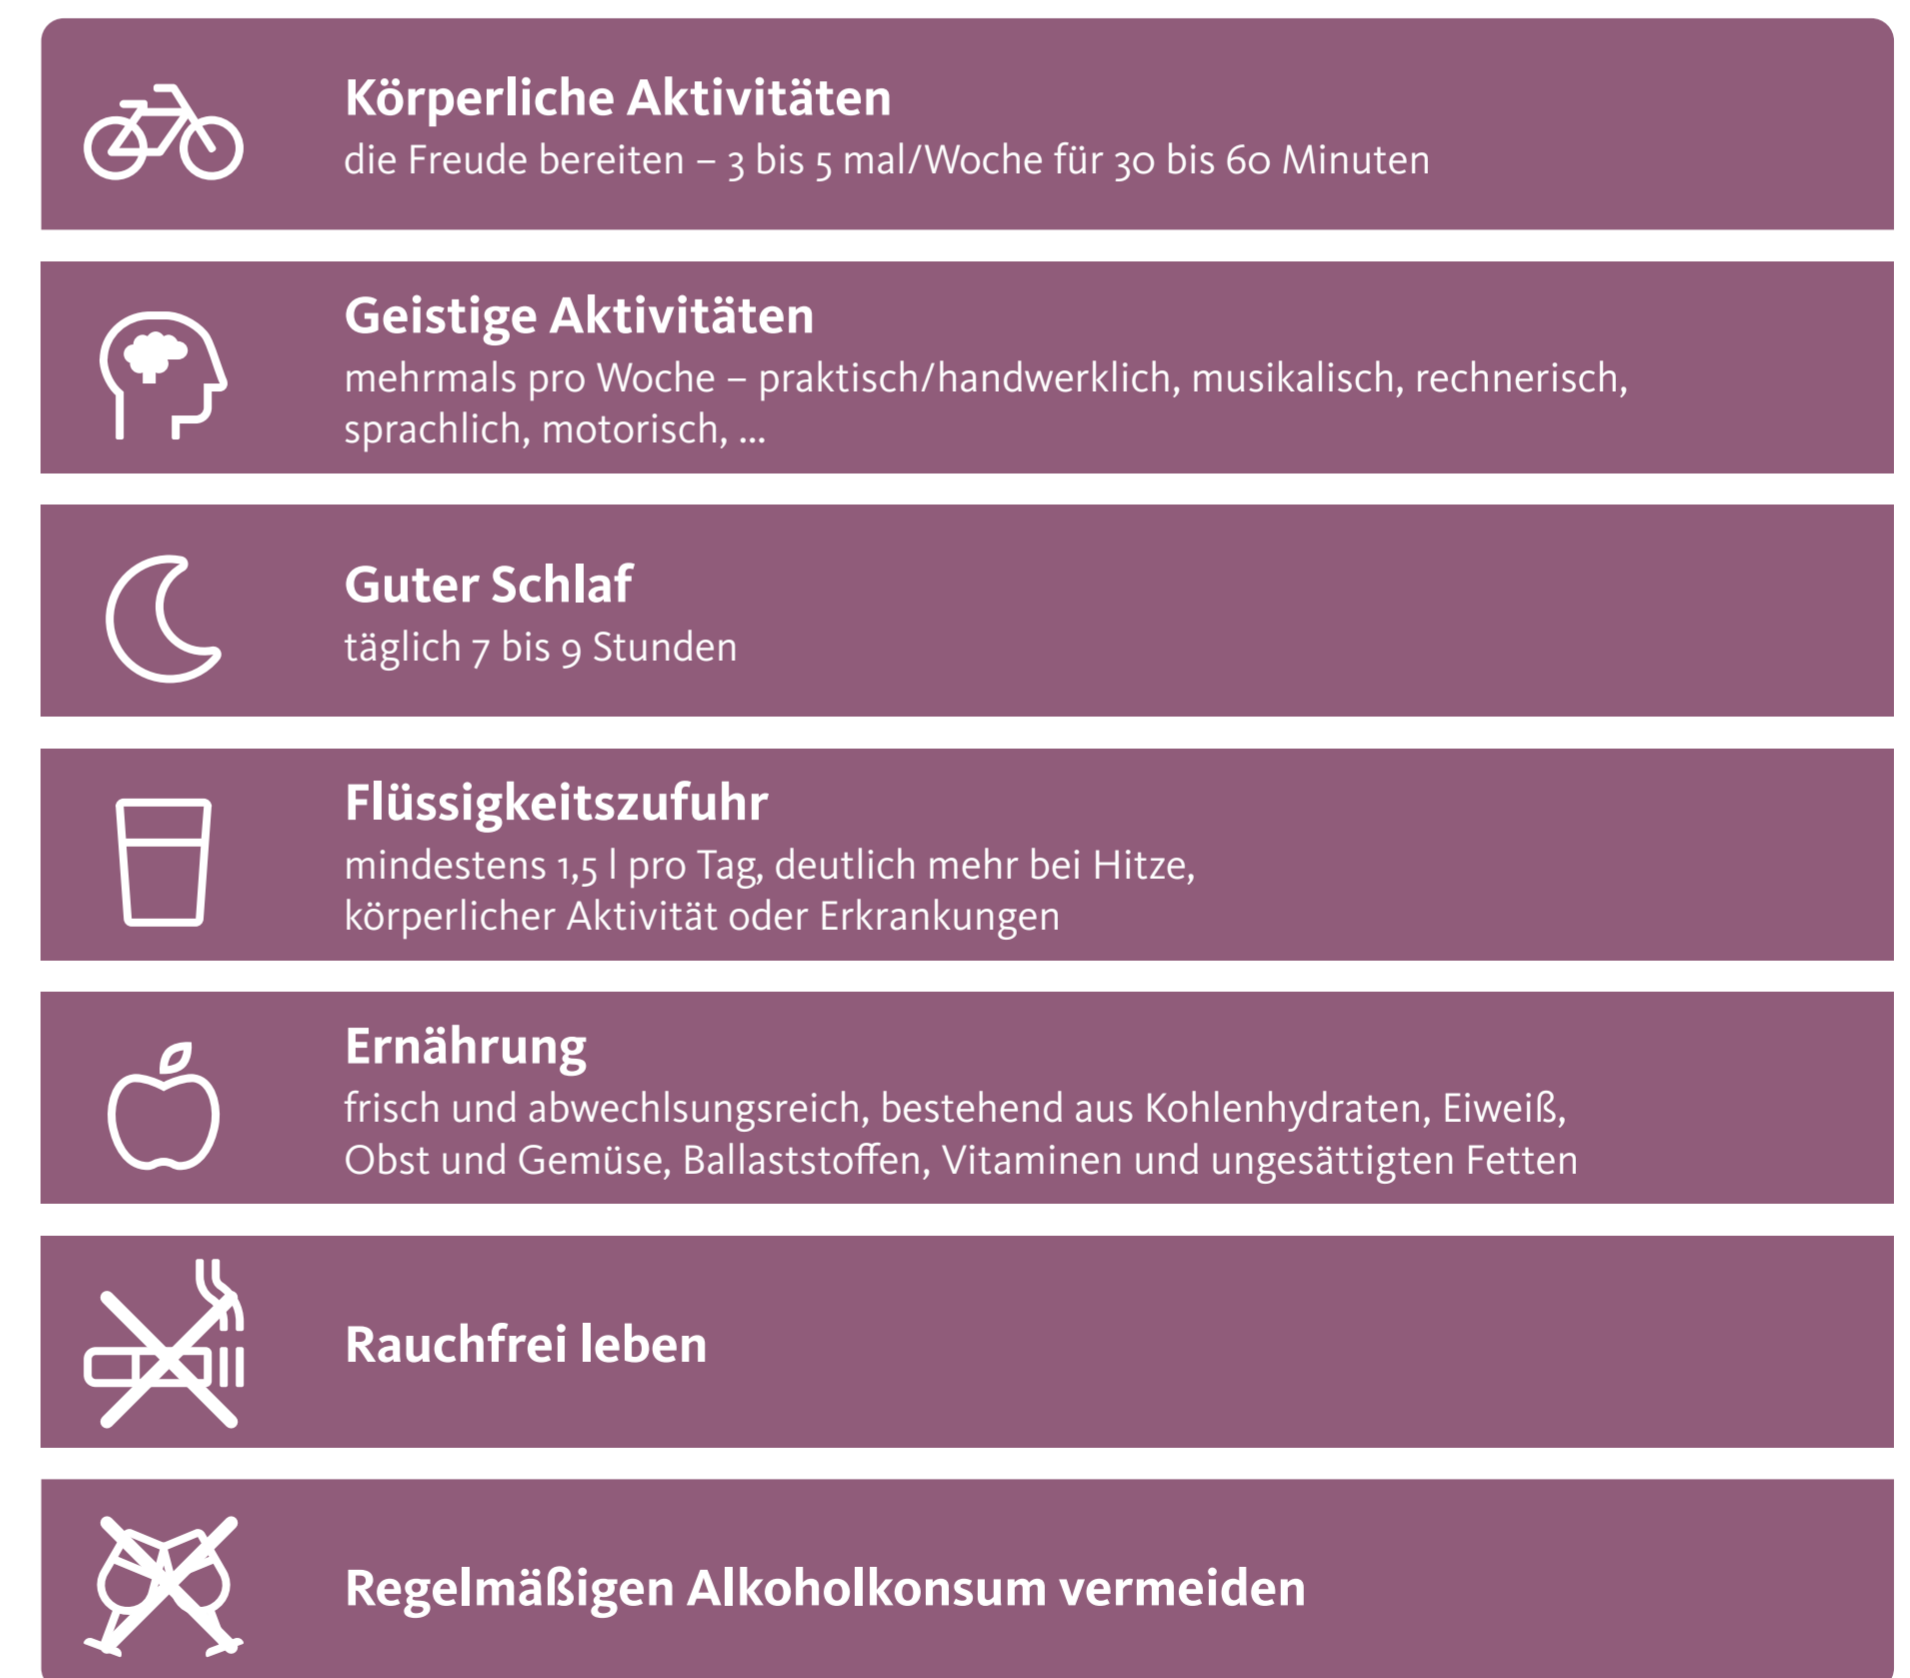 Körperliche Aktivitäten
die Freude bereiten – 3 bis 5 mal/Woche für 30 bis 60 Minuten
Geistige Aktivitäten
mehrmals pro Woche – praktisch/handwerklich, musikalisch, rechnerisch,
sprachlich, motorisch, ...
Guter Schlaf
täglich 7 bis 9 Stunden
Flüssigkeitszufuhr
mindestens 1,5 l pro Tag, deutlich mehr bei Hitze,
körperlicher Aktivität oder Erkrankungen
Ernährung
frisch und abwechlsungsreich, bestehend aus Kohlenhydraten, Eiweiß,
Obst und Gemüse, Ballaststoffen, Vitaminen und ungesättigten Fetten
Rauchfrei leben
Regelmäßigen Alkoholkonsum vermeiden